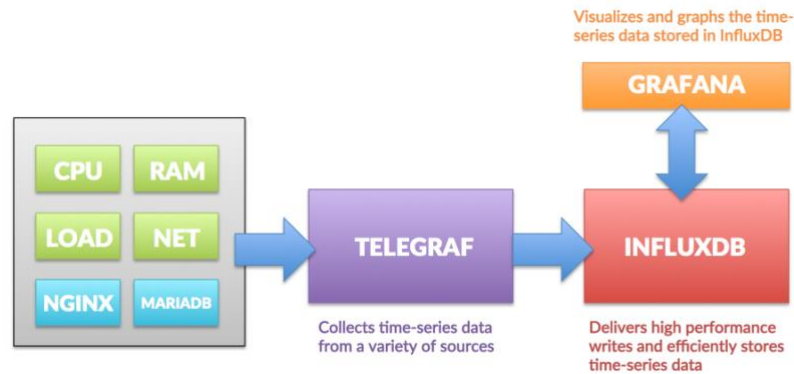 Visualizes and graphs the time-
series data stored in InfluxDB
GRAFANA
CPU RAM
LOAD NET
NGINX MARIADB
TELEGRAF
INFLUXDB
Collects time-series data
from a variety of sources
Delivers high performance
writes and efficiently stores
time-series data